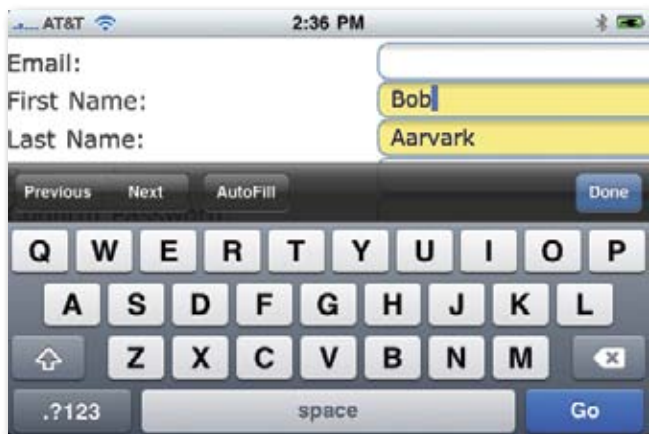 AT&T 2:36 PM
Email:
First Name: Bob
Last Name: Aarvark
Previous Next AutoFill Done
Q W E R T Y U I O P
A S D F G H J K L
Z X C V B N M
.?123 space Go